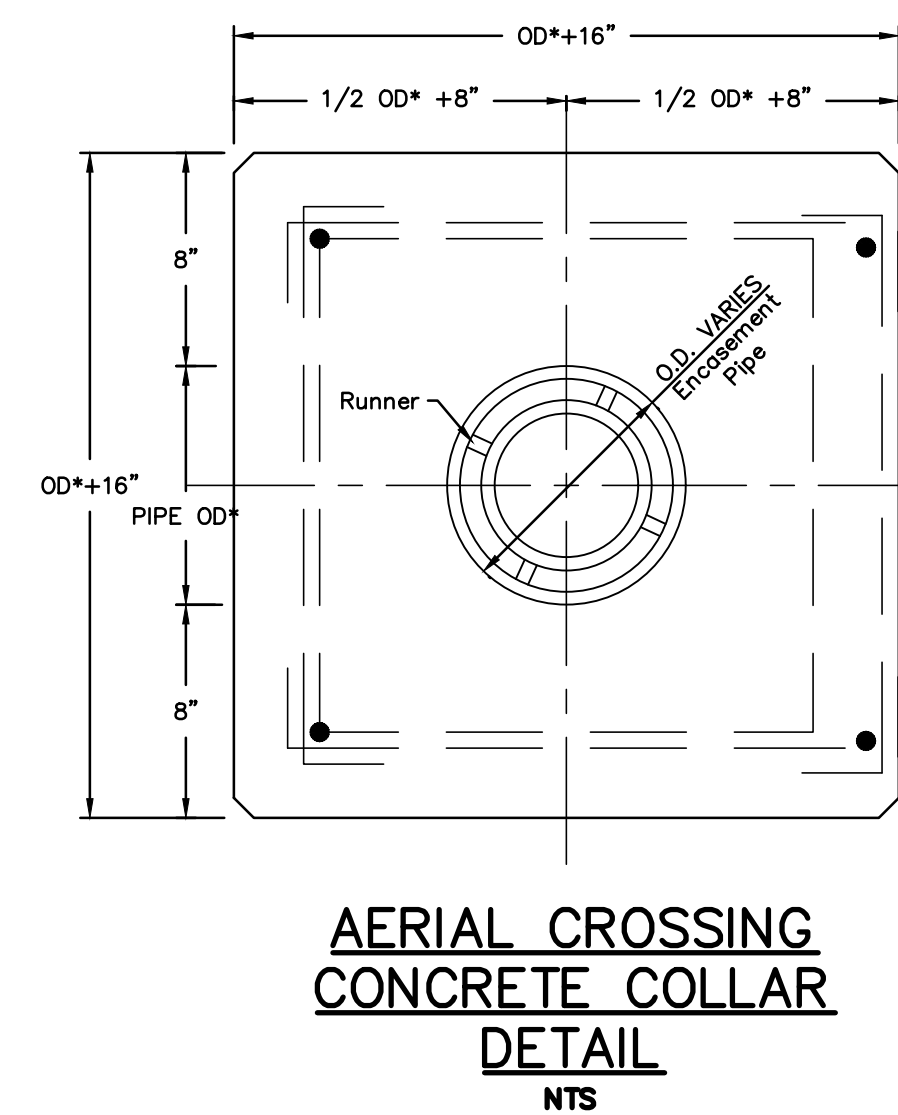 OD*+16"
1/2 OD* +8"
1/2 OD* +8"
8"
O.D. VARIES
Encasement
Pipe
Runner
OD*+16"
PIPE OD*
8"
AERIAL CROSSING
CONCRETE COLLAR
DETAIL
NTS